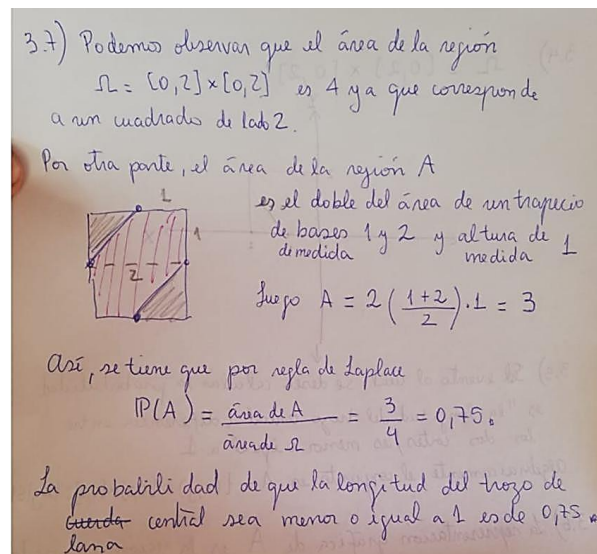 3.7) Podemos observar que el área de la región
Ω = [0,2]×[0,2] es 4 ya que corresponde
a un cuadrado de lado 2.
Por otra parte, el área de la región A
1
1
2
es el doble del área de un trapecio
de bases de medida 1 y 2 y altura de medida 1
luego A = 2 ( (1+2)/2 ) · 1 = 3
Así, se tiene que por regla de Laplace
ℙ(A) = área de A / área de Ω = 3/4 = 0,75.
La probabilidad de que la longitud del trozo de
cuerda central sea menor o igual a 1 es de 0,75.
lana